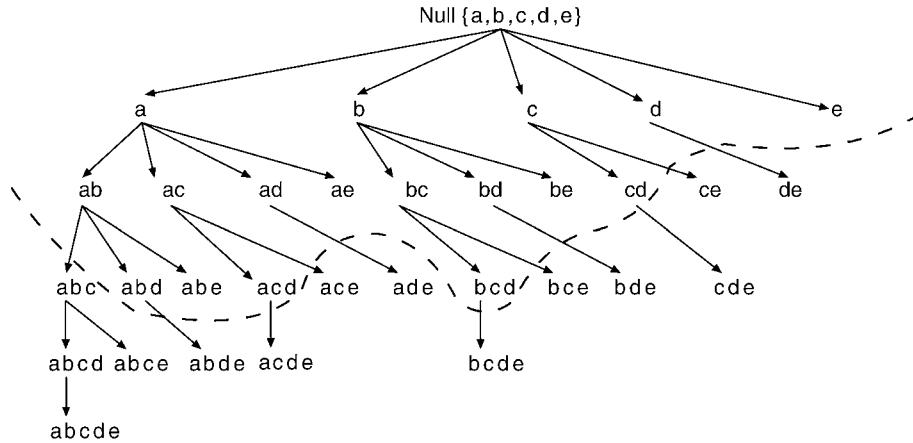 Null {a,b,c,d,e}
a b c d e
ab ac ad ae bc bd be cd ce de
abc abd abe acd ace ade bcd bce bde cde
abcd abce abde acde bcde
abcde